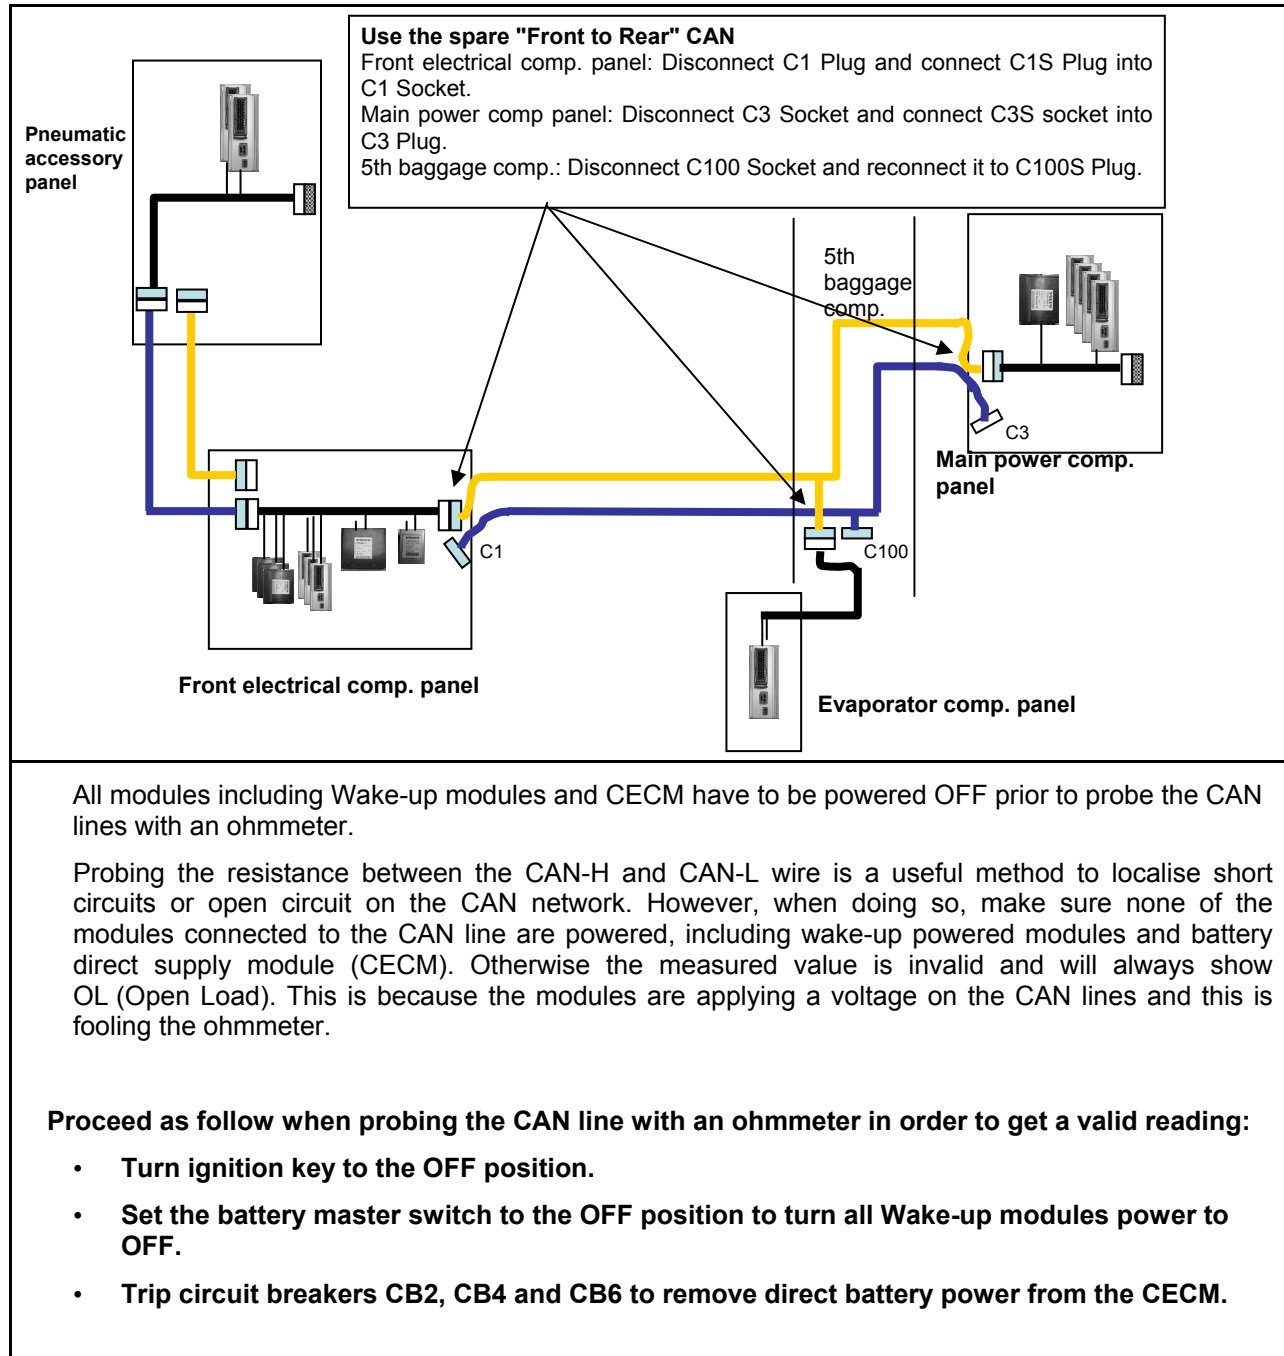 Use the spare "Front to Rear" CAN
Front electrical comp. panel: Disconnect C1 Plug and connect C1S Plug into
C1 Socket.
Main power comp panel: Disconnect C3 Socket and connect C3S socket into
C3 Plug.
5th baggage comp.: Disconnect C100 Socket and reconnect it to C100S Plug.
Pneumatic
accessory
panel
5th
baggage
comp.
C3
Main power comp.
panel
C1
C100
Front electrical comp. panel
Evaporator comp. panel
All modules including Wake-up modules and CECM have to be powered OFF prior to probe the CAN
lines with an ohmmeter.
Probing the resistance between the CAN-H and CAN-L wire is a useful method to localise short
circuits or open circuit on the CAN network. However, when doing so, make sure none of the
modules connected to the CAN line are powered, including wake-up powered modules and battery
direct supply module (CECM). Otherwise the measured value is invalid and will always show
OL (Open Load). This is because the modules are applying a voltage on the CAN lines and this is
fooling the ohmmeter.
Proceed as follow when probing the CAN line with an ohmmeter in order to get a valid reading:
• Turn ignition key to the OFF position.
• Set the battery master switch to the OFF position to turn all Wake-up modules power to
OFF.
• Trip circuit breakers CB2, CB4 and CB6 to remove direct battery power from the CECM.